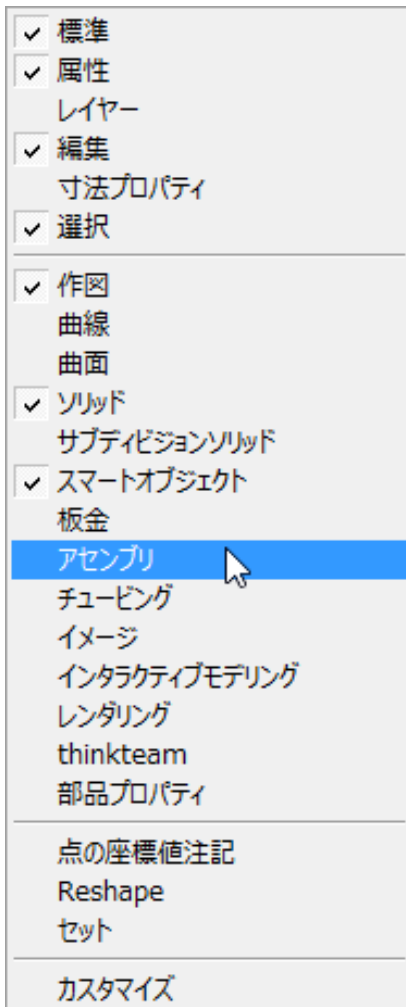 標準
属性
レイヤー
編集
寸法プロパティ
選択
作図
曲線
曲面
ソリッド
サブディビジョンソリッド
スマートオブジェクト
板金
アセンブリ
チュービング
イメージ
インタラクティブモデリング
レンダリング
thinkteam
部品プロパティ
点の座標値注記
Reshape
セット
カスタマイズ